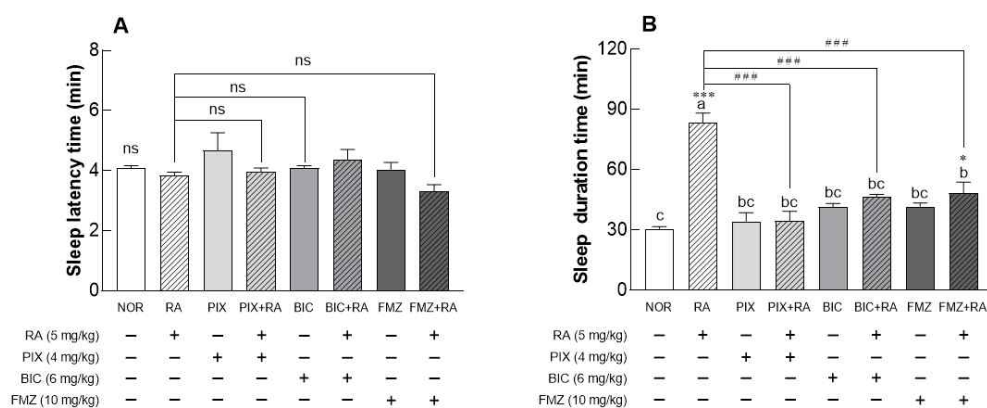 A
Sleep latency time (min)
8
6
4
2
0
ns
ns
ns
ns
NOR RA PIX PIX+RA BIC BIC+RA FMZ FMZ+RA
RA (5 mg/kg) – + – + – + – +
PIX (4 mg/kg) – – + + – – – –
BIC (6 mg/kg) – – – – + + – –
FMZ (10 mg/kg) – – – – – – + +
B
Sleep duration time (min)
120
90
60
30
0
###
###
###
***
a
*
c bc bc bc bc bc b
NOR RA PIX PIX+RA BIC BIC+RA FMZ FMZ+RA
RA (5 mg/kg) – + – + – + – +
PIX (4 mg/kg) – – + + – – – –
BIC (6 mg/kg) – – – – + + – –
FMZ (10 mg/kg) – – – – – – + +